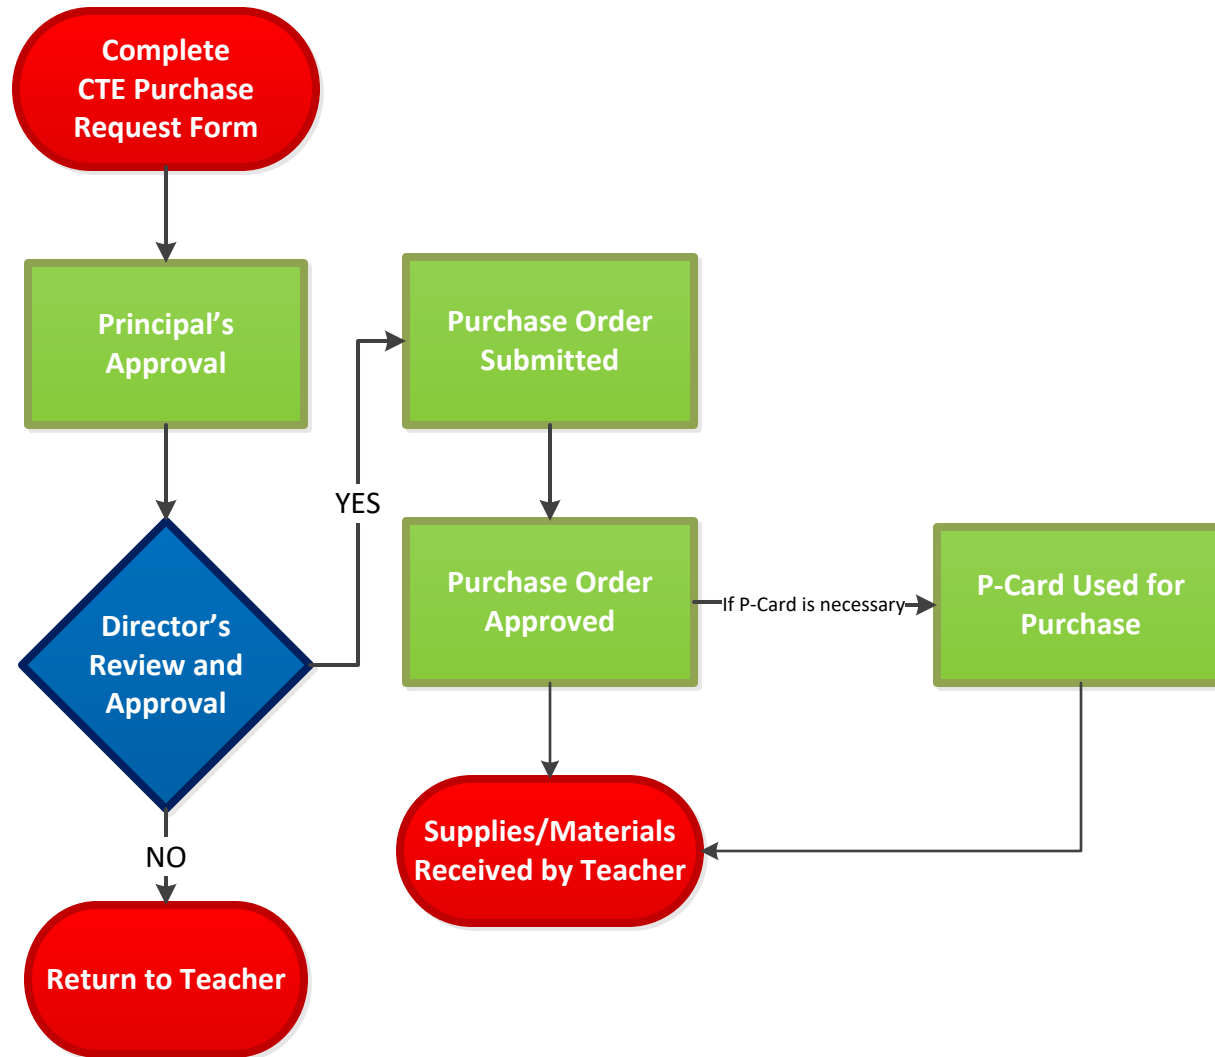 Complete
CTE Purchase
Request Form
Principal’s
Approval
Director’s
Review and
Approval
YES
NO
Return to Teacher
Purchase Order
Submitted
Purchase Order
Approved
If P-Card is necessary
P-Card Used for
Purchase
Supplies/Materials
Received by Teacher